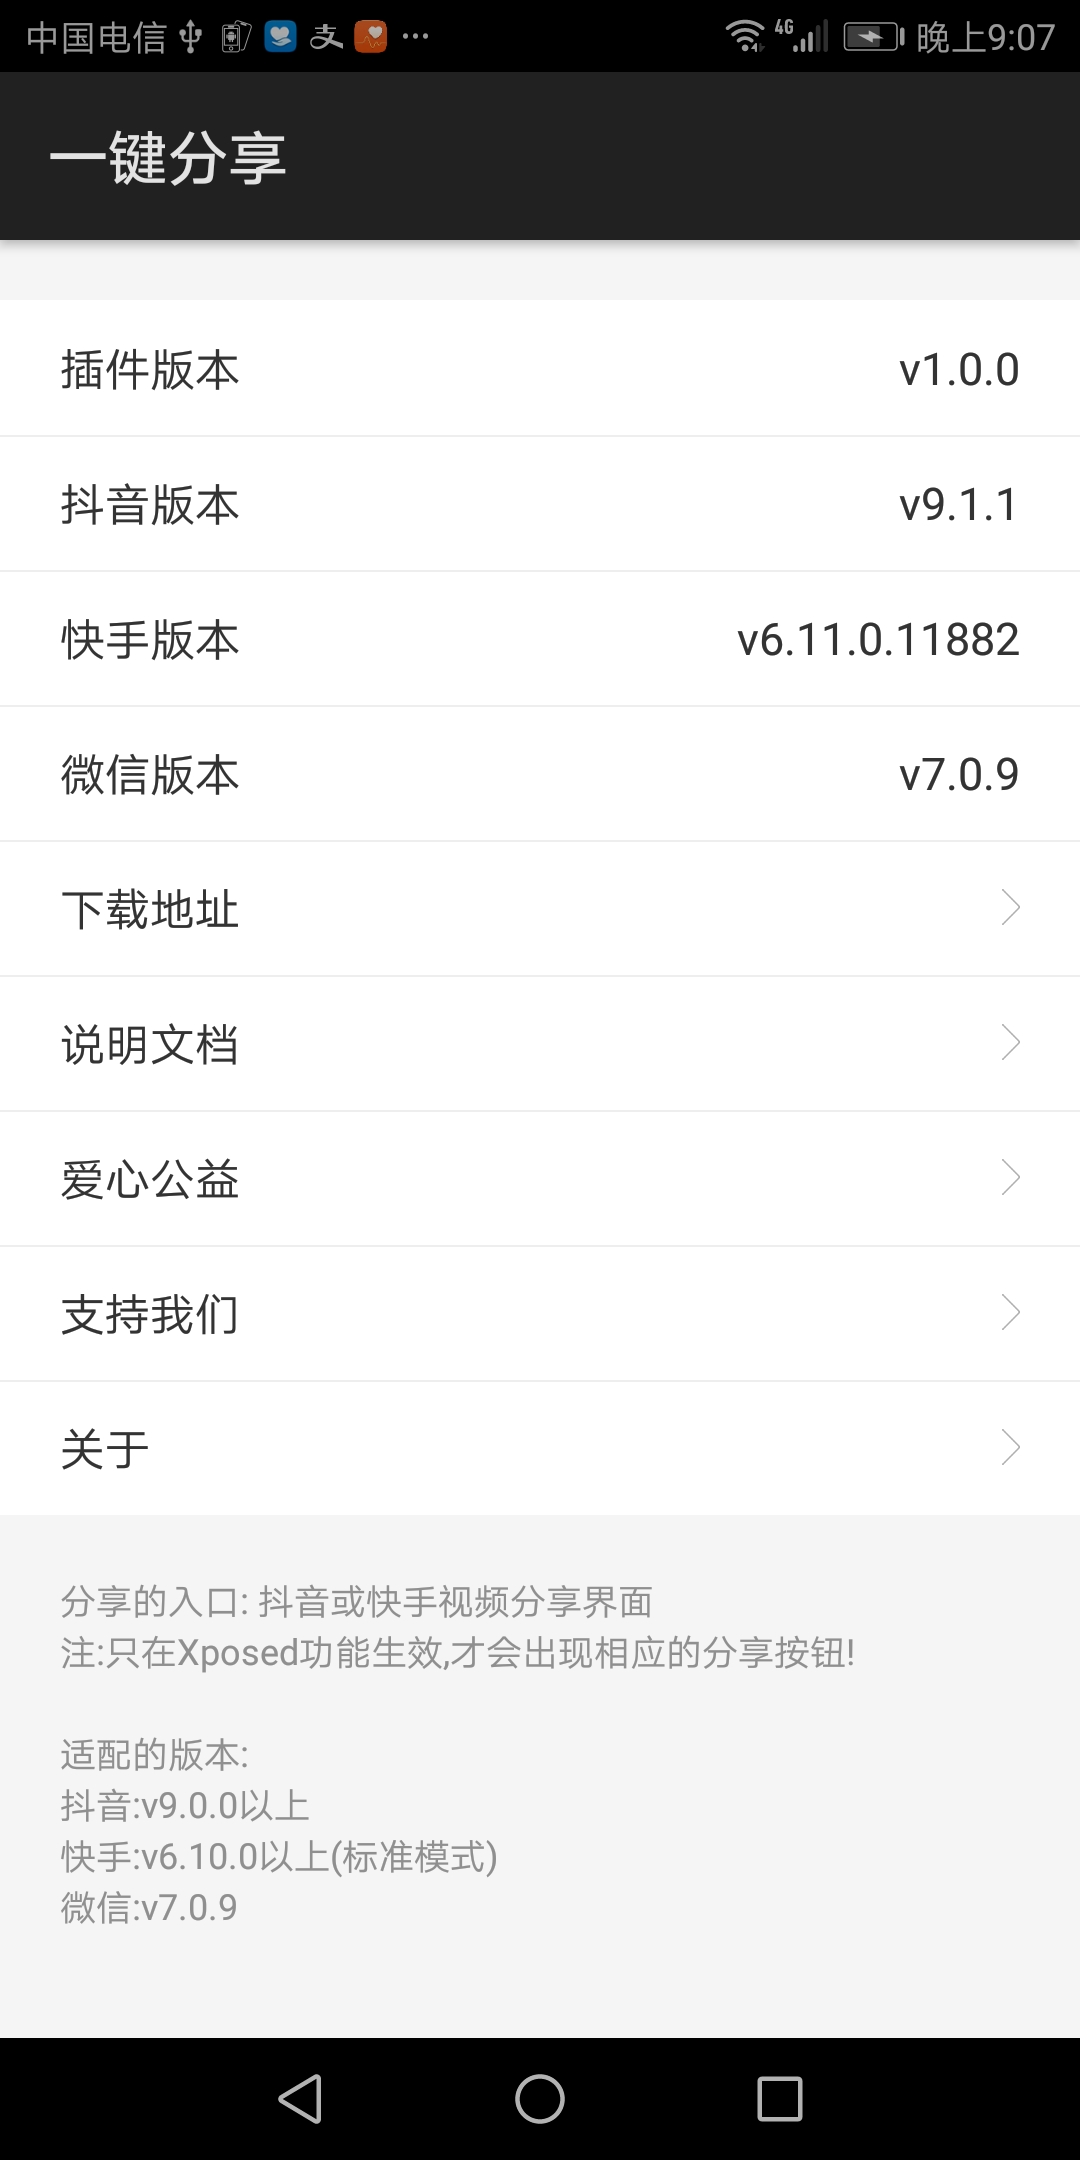 中国电信 4G 晚上9:07
一键分享
插件版本 v1.0.0
抖音版本 v9.1.1
快手版本 v6.11.0.11882
微信版本 v7.0.9
下载地址
说明文档
爱心公益
支持我们
关于
分享的入口: 抖音或快手视频分享界面
注:只在Xposed功能生效,才会出现相应的分享按钮!
适配的版本:
抖音:v9.0.0以上
快手:v6.10.0以上(标准模式)
微信:v7.0.9